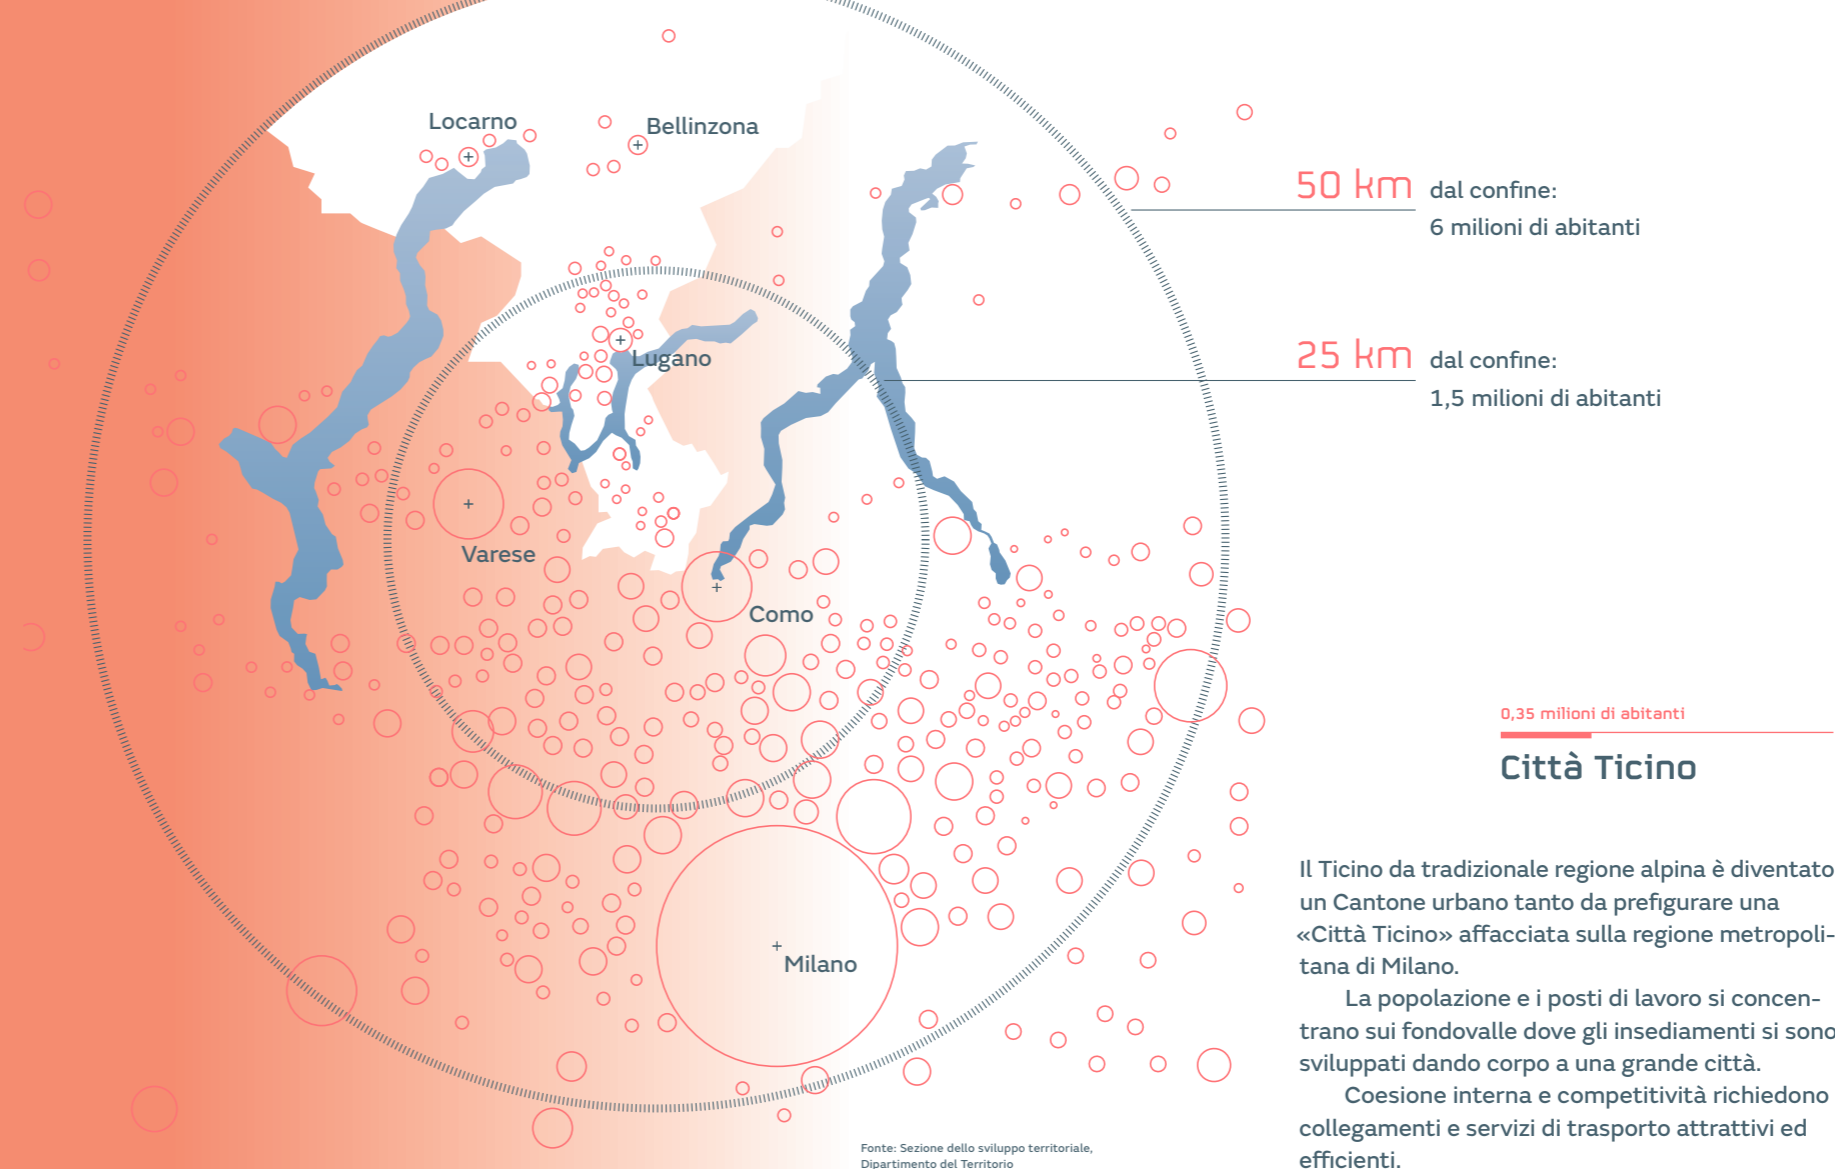 Locarno
Bellinzona
50 km
dal confine:
6 milioni di abitanti
Lugano
25 km
dal confine:
1,5 milioni di abitanti
Varese
Como
Milano
0,35 milioni di abitanti
Città Ticino
Il Ticino da tradizionale regione alpina è diventato
un Cantone urbano tanto da prefigurare una
«Città Ticino» affacciata sulla regione metropoli-
tana di Milano.
La popolazione e i posti di lavoro si concen-
trano sui fondovalle dove gli insediamenti si sono
sviluppati dando corpo a una grande città.
Coesione interna e competitività richiedono
collegamenti e servizi di trasporto attrattivi ed
efficienti.
Fonte: Sezione dello sviluppo territoriale,
Dipartimento del Territorio